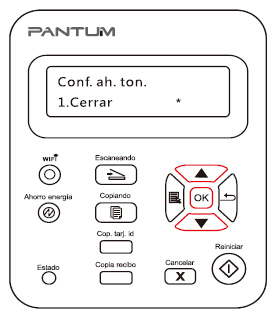 PANTUM
Conf. ah. ton.
1.Cerrar *
WiFi
Escaneando
Ahorro energía
Copiando
OK
Cop. tarj. id
Reiniciar
Estado
Copia recibo
Cancelar
X